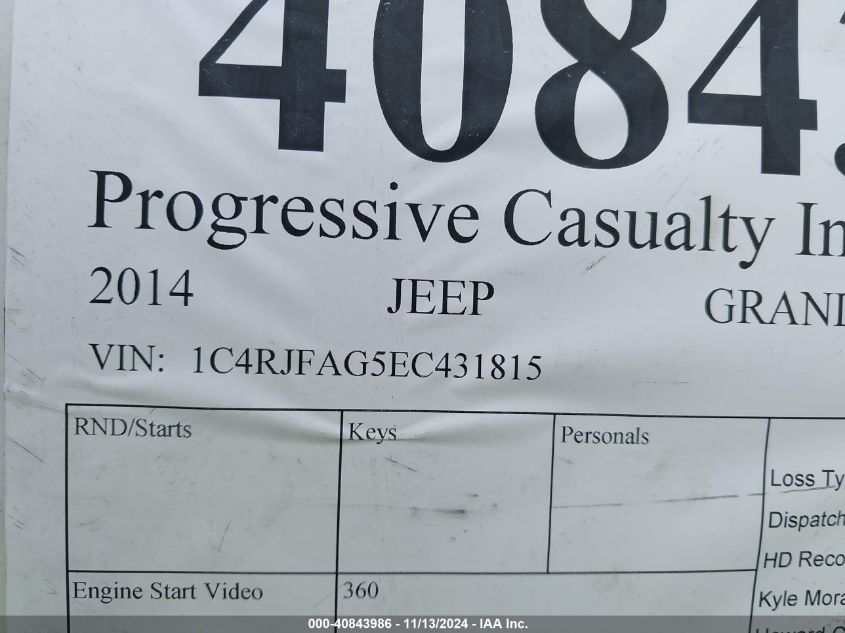 4084
Progressive Casualty In
2014 JEEP GRAND
VIN: 1C4RJFAG5EC431815
RND/Starts Keys Personals
Loss Ty
Dispatch
HD Reco
Engine Start Video 360
Kyle Mora
000-40843986 - 11/13/2024 - IAA Inc.